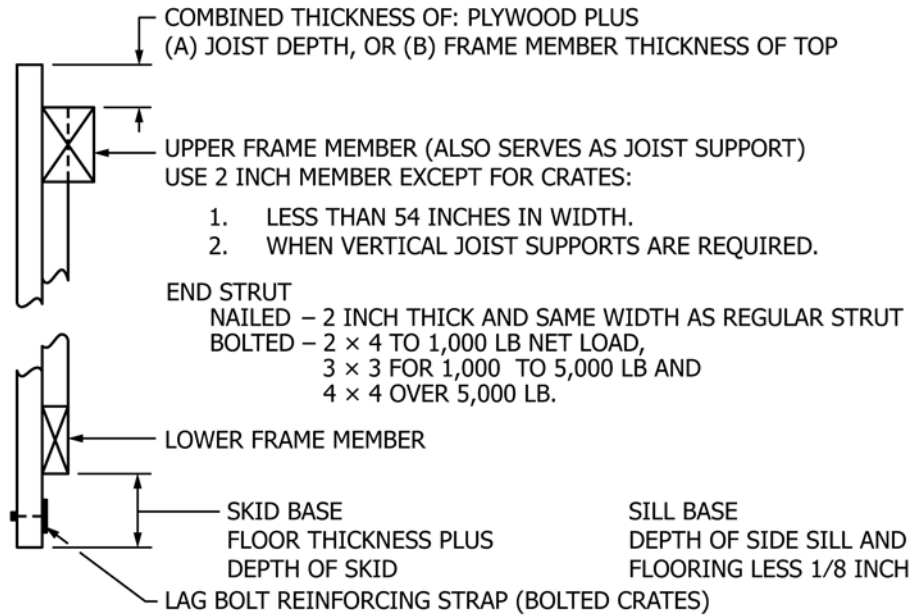 COMBINED THICKNESS OF: PLYWOOD PLUS
(A) JOIST DEPTH, OR (B) FRAME MEMBER THICKNESS OF TOP
UPPER FRAME MEMBER (ALSO SERVES AS JOIST SUPPORT)
USE 2 INCH MEMBER EXCEPT FOR CRATES:
1. LESS THAN 54 INCHES IN WIDTH.
2. WHEN VERTICAL JOIST SUPPORTS ARE REQUIRED.
END STRUT
NAILED – 2 INCH THICK AND SAME WIDTH AS REGULAR STRUT
BOLTED – 2 × 4 TO 1,000 LB NET LOAD,
3 × 3 FOR 1,000 TO 5,000 LB AND
4 × 4 OVER 5,000 LB.
LOWER FRAME MEMBER
SKID BASE
FLOOR THICKNESS PLUS
DEPTH OF SKID
SILL BASE
DEPTH OF SIDE SILL AND
FLOORING LESS 1/8 INCH
LAG BOLT REINFORCING STRAP (BOLTED CRATES)